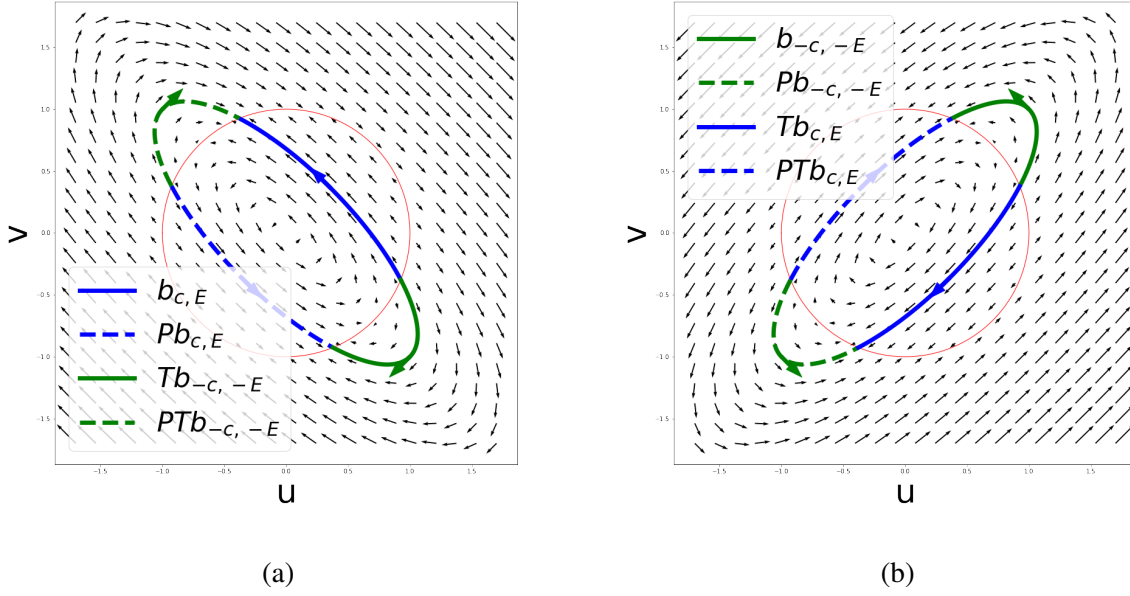 1.5
1.0
0.5
0.0
-0.5
-1.0
-1.5
v
b_{c, E}
Pb_{c, E}
Tb_{-c, -E}
PTb_{-c, -E}
-1.5 -1.0 -0.5 0.0 0.5 1.0 1.5
u
(a)
b_{-c, -E}
Pb_{-c, -E}
Tb_{c, E}
PTb_{c, E}
1.5
1.0
0.5
0.0
-0.5
-1.0
-1.5
v
-1.5 -1.0 -0.5 0.0 0.5 1.0 1.5
u
(b)